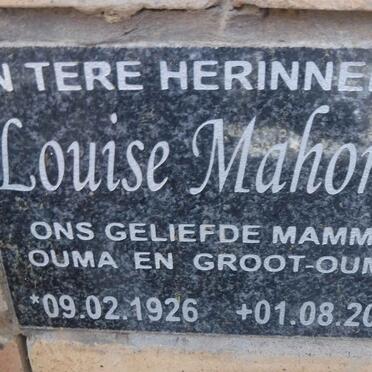 N TERE HERINNE
Louise Mahon
ONS GELIEFDE MAMM
OUMA EN GROOT-OUM
*09.02.1926 +01.08.20